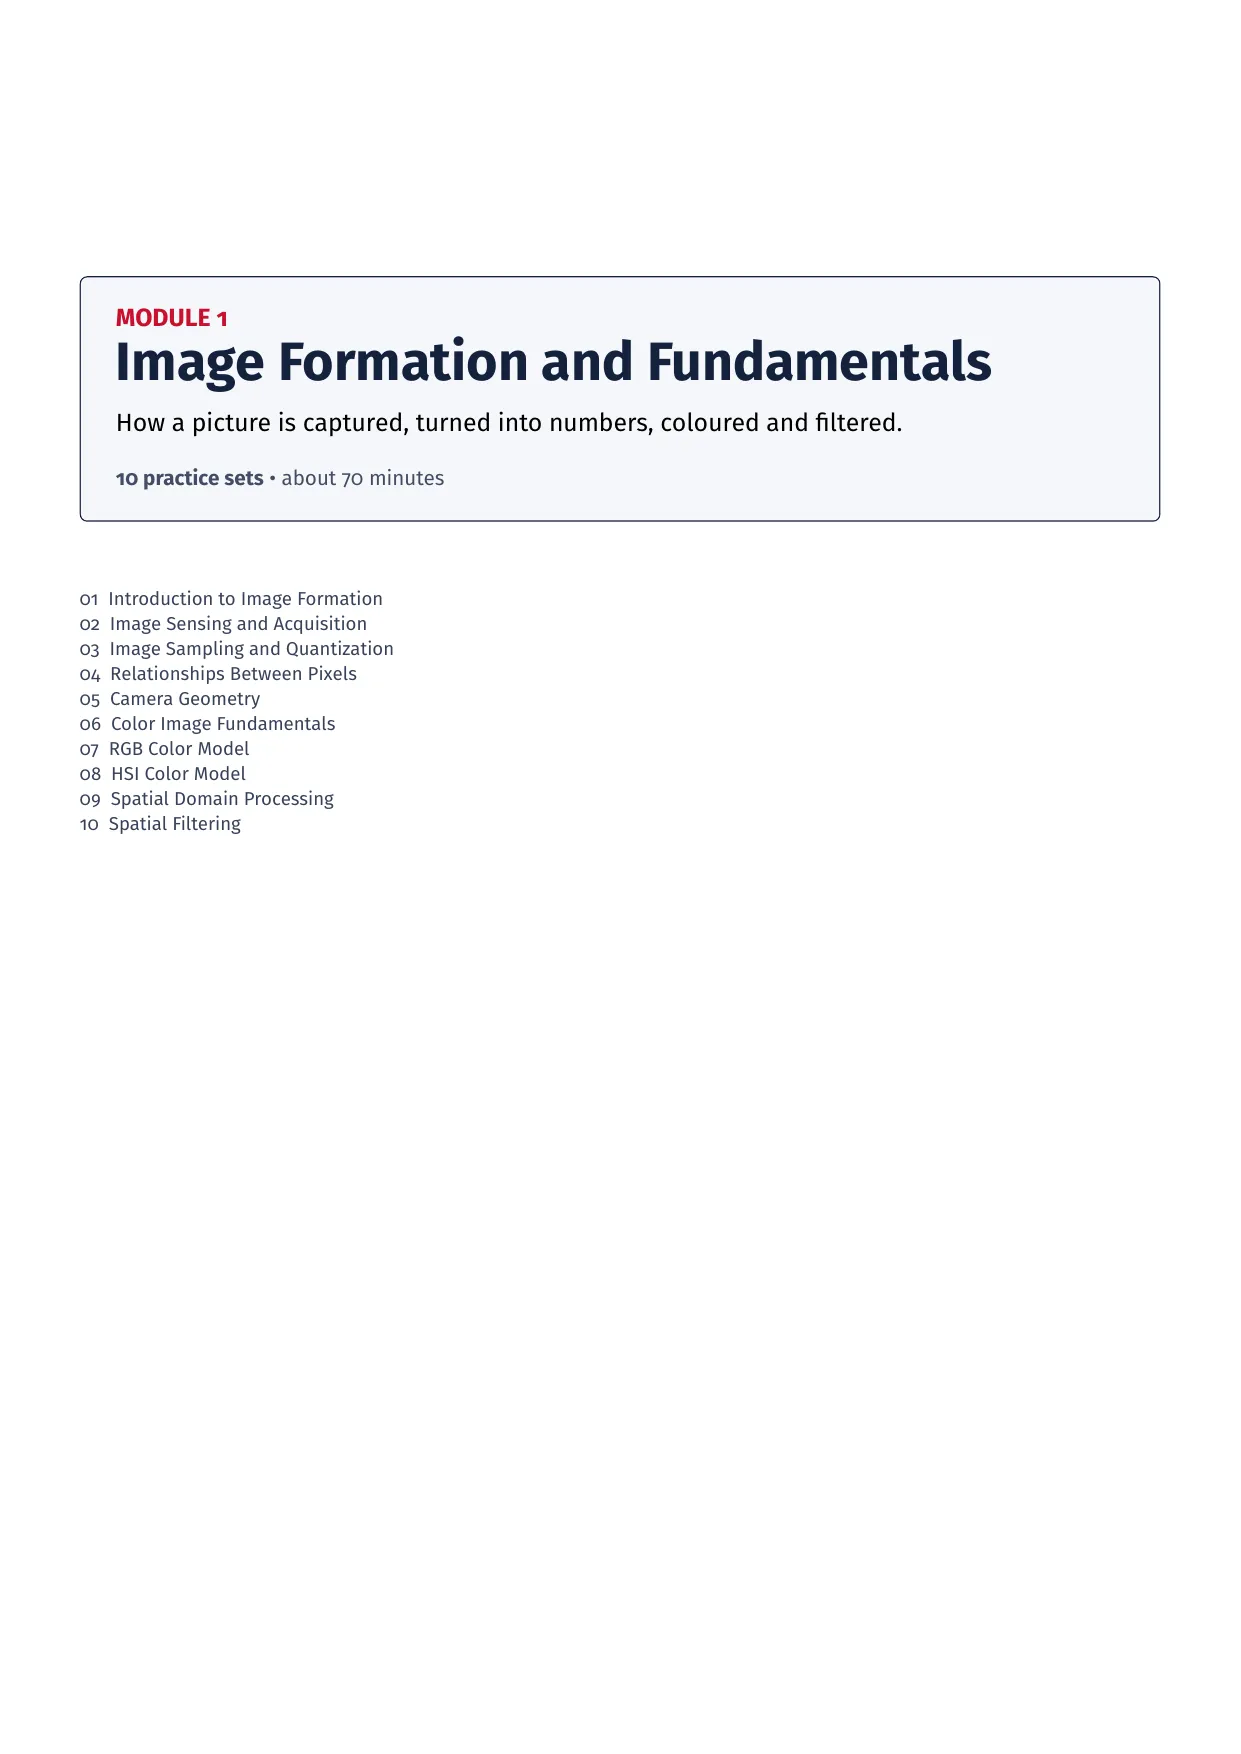 MODULE 1
Image Formation and Fundamentals
How a picture is captured, turned into numbers, coloured and filtered.
10 practice sets • about 70 minutes
01 Introduction to Image Formation
02 Image Sensing and Acquisition
03 Image Sampling and Quantization
04 Relationships Between Pixels
05 Camera Geometry
06 Color Image Fundamentals
07 RGB Color Model
08 HSI Color Model
09 Spatial Domain Processing
10 Spatial Filtering